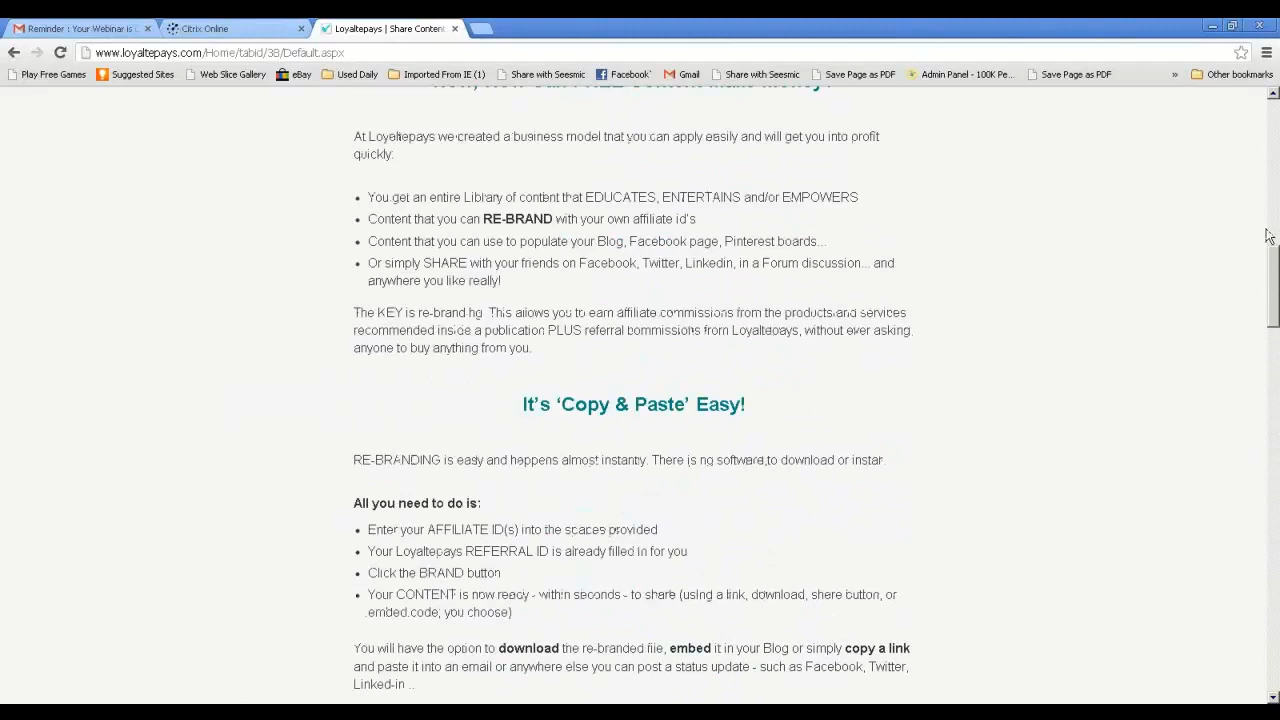 Reminder : Your Webinar is
Citrix Online
Loyaltepays | Share Content
www.loyaltepays.com/Home/tabid/38/Default.aspx
Play Free Games
Suggested Sites
Web Slice Gallery
eBay
Used Daily
Imported From IE (1)
Share with Seesmic
Facebook
Gmail
Share with Seesmic
Save Page as PDF
Admin Panel - 100K Pe...
Save Page as PDF
»
Other bookmarks
At Loyaltepays we created a business model that you can apply easily and will get you into profit
quickly:
• You get an entire Library of content that EDUCATES, ENTERTAINS and/or EMPOWERS
• Content that you can RE-BRAND with your own affiliate id's
• Content that you can use to populate your Blog, Facebook page, Pinterest boards...
• Or simply SHARE with your friends on Facebook, Twitter, Linkedin, in a Forum discussion... and
anywhere you like really!
The KEY is re-branding. This allows you to earn affiliate commissions from the products and services
recommended inside a publication PLUS referral commissions from Loyaltepays, without ever asking
anyone to buy anything from you.
It's 'Copy & Paste' Easy!
RE-BRANDING is easy and happens almost instantly. There is no software to download or install.
All you need to do is:
• Enter your AFFILIATE ID(s) into the spaces provided
• Your Loyaltepays REFERRAL ID is already filled in for you
• Click the BRAND button
• Your CONTENT is now ready - within seconds - to share (using a link, download, share button, or
embed code; you choose)
You will have the option to download the re-branded file, embed it in your Blog or simply copy a link
and paste it into an email or anywhere else you can post a status update - such as Facebook, Twitter,
Linked-in ..